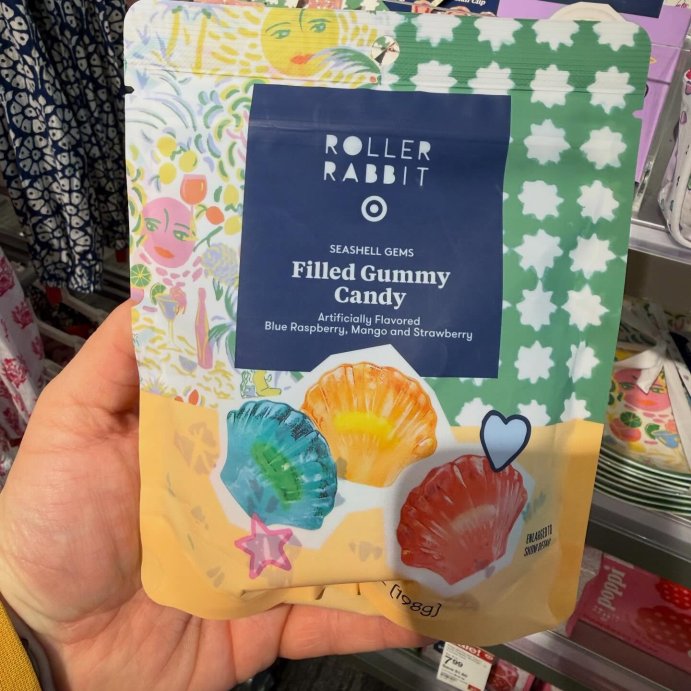 ROLLER
RABBIT
SEASHELL GEMS
Filled Gummy
Candy
Artificially Flavored
Blue Raspberry, Mango and Strawberry
ENLARGED TO
SHOW DETAIL
(198g)
poppi
7.99